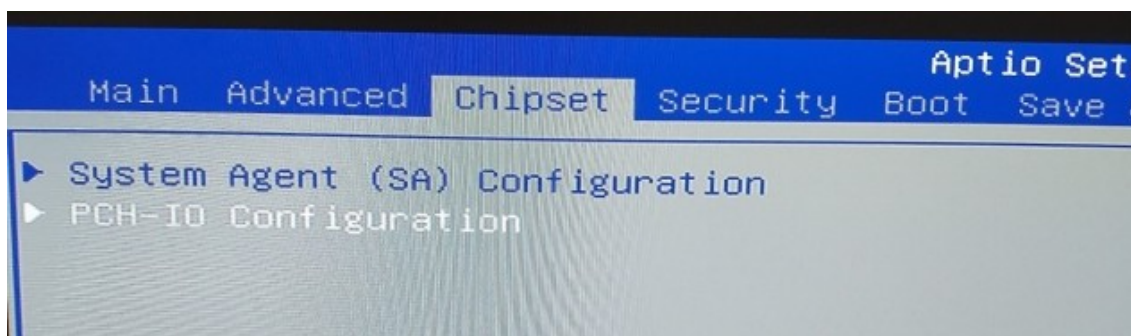 Aptio Set
Main Advanced Chipset Security Boot Save
System Agent (SA) Configuration
PCH-IO Configuration